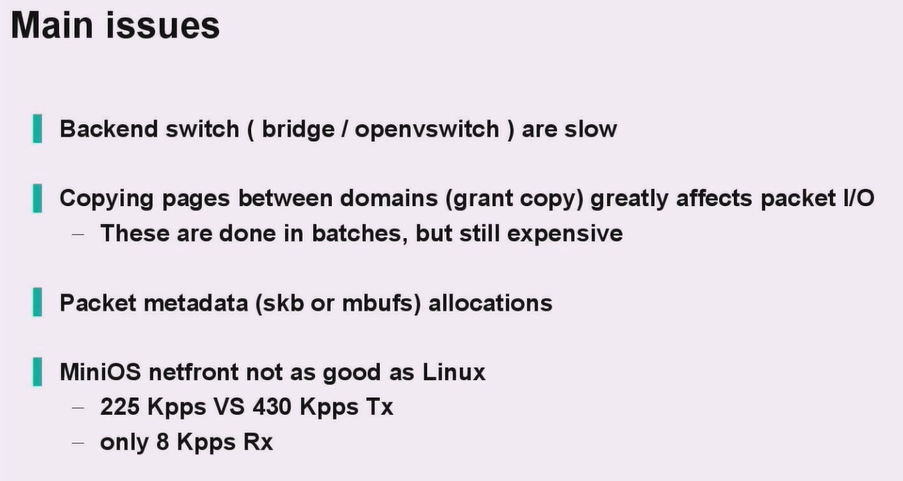 Main issues
Backend switch ( bridge / openvswitch ) are slow
Copying pages between domains (grant copy) greatly affects packet I/O
– These are done in batches, but still expensive
Packet metadata (skb or mbufs) allocations
MiniOS netfront not as good as Linux
– 225 Kpps VS 430 Kpps Tx
– only 8 Kpps Rx